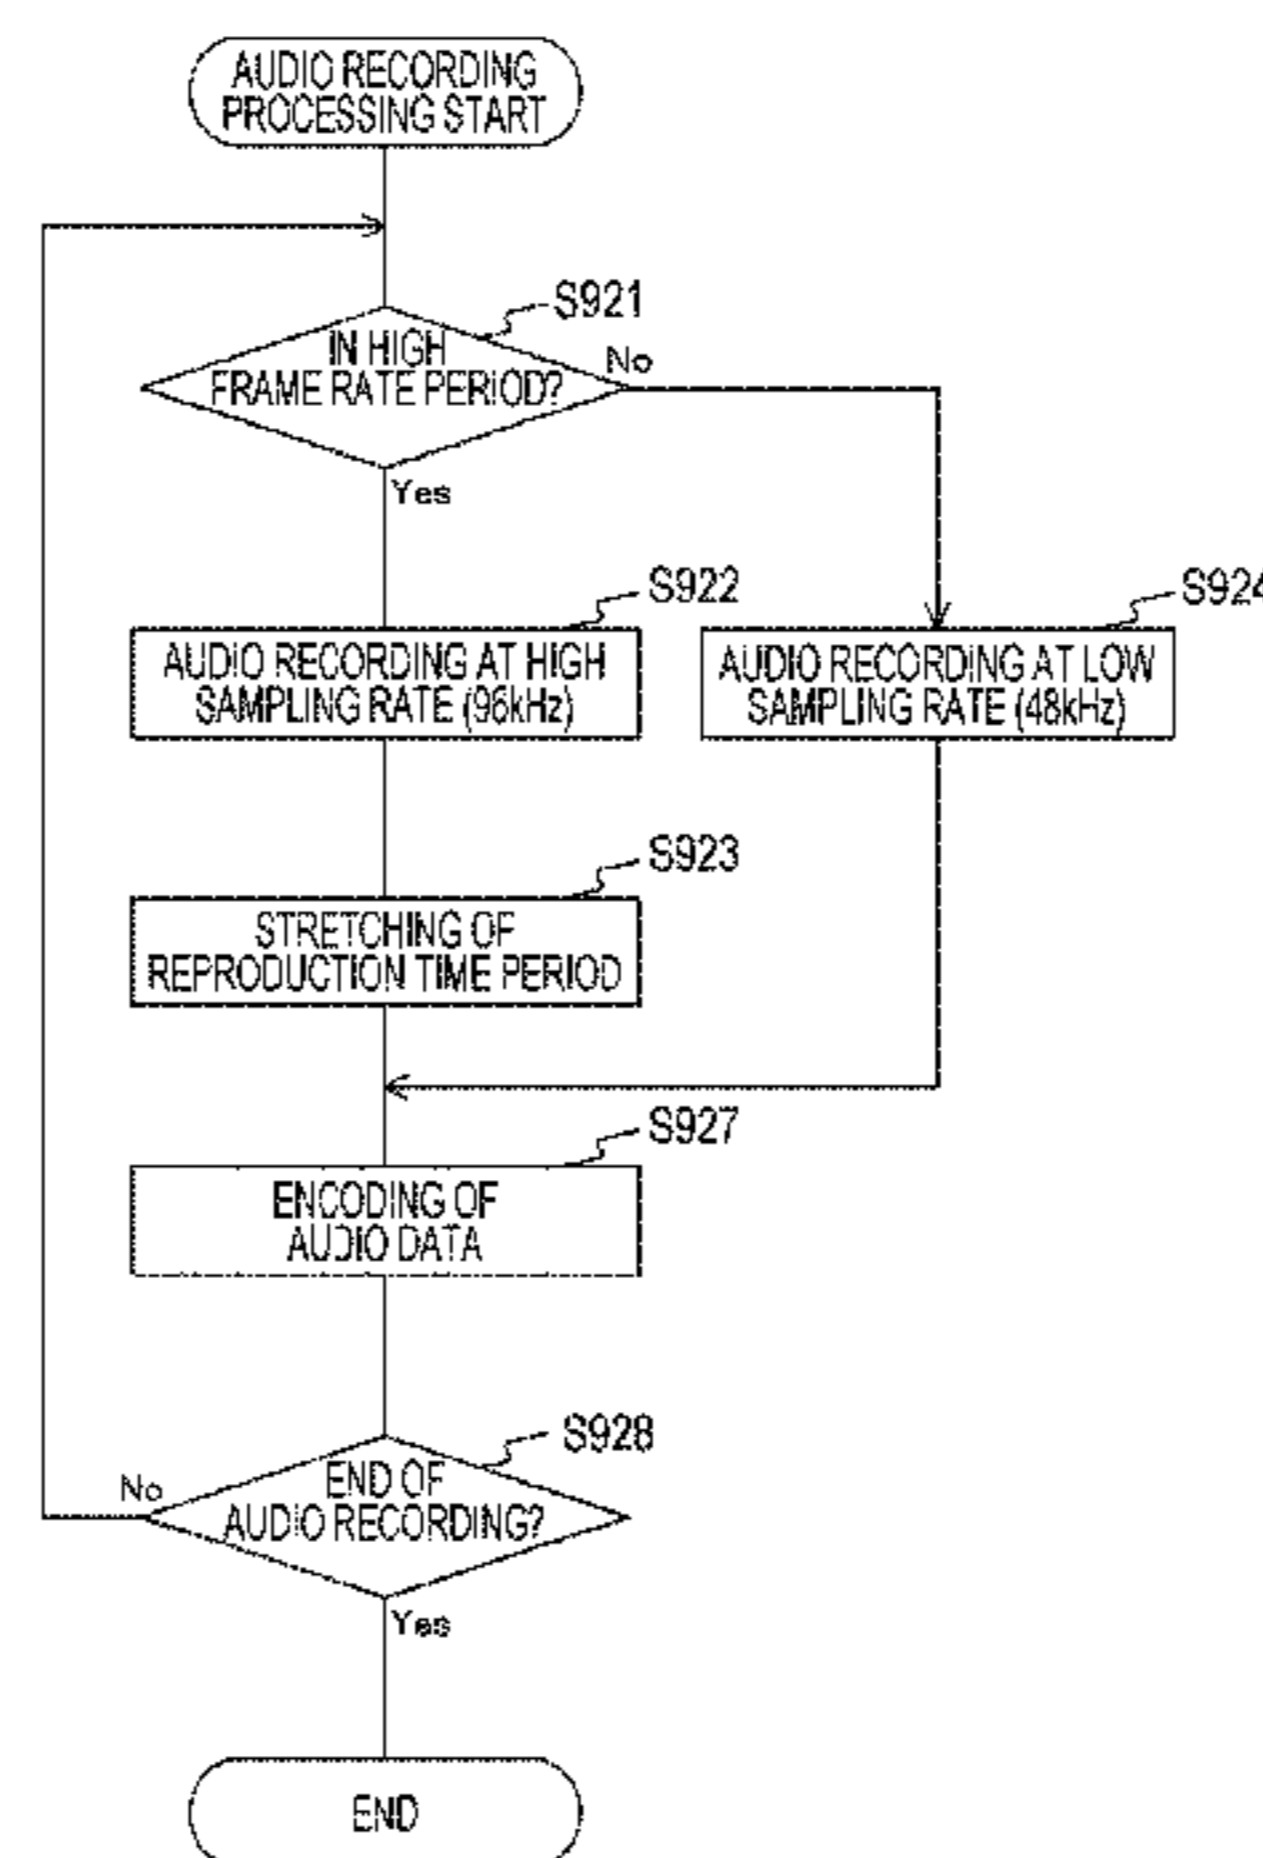 AUDIO RECORDING
PROCESSING START
S921
IN HIGH
FRAME RATE PERIOD?
No
Yes
S922
AUDIO RECORDING AT HIGH
SAMPLING RATE (96kHz)
S924
AUDIO RECORDING AT LOW
SAMPLING RATE (48kHz)
S923
STRETCHING OF
REPRODUCTION TIME PERIOD
S927
ENCODING OF
AUDIO DATA
S928
END OF
AUDIO RECORDING?
No
Yes
END